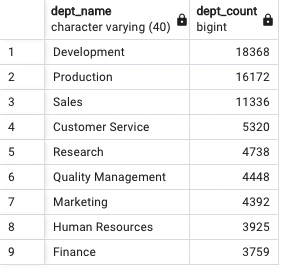 dept_name dept_count
character varying (40) bigint
1 Development 18368
2 Production 16172
3 Sales 11336
4 Customer Service 5320
5 Research 4738
6 Quality Management 4448
7 Marketing 4392
8 Human Resources 3925
9 Finance 3759